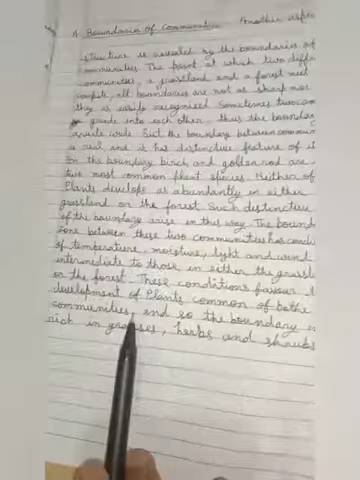 A. Boundaries of Communities Another aspe
structure is revealed by the boundaries of
communities. The point at which two diffe
communities, a grassland and a forest meet
all boundaries are not as sharp nor
they is easily recognised. Sometimes two com
grade into each other, thus the boundar
quite wide. But the boundary between commun
a real and it has distinctive feature of it
on the boundary birch and golden rod are
two most common plant species. Neither of
Plants develops as abundantly in either
grassland or the forest. Such distinctive
of the boundary arise in this way. The bound
zone between these two communities has condi
of temperature, moisture, light and wind
intermediate to those in either the grassl
or the forest. These conditions favour
development of Plants common of bothe
communities, and so the boundary is
rich in grasses, herbs and shrubs